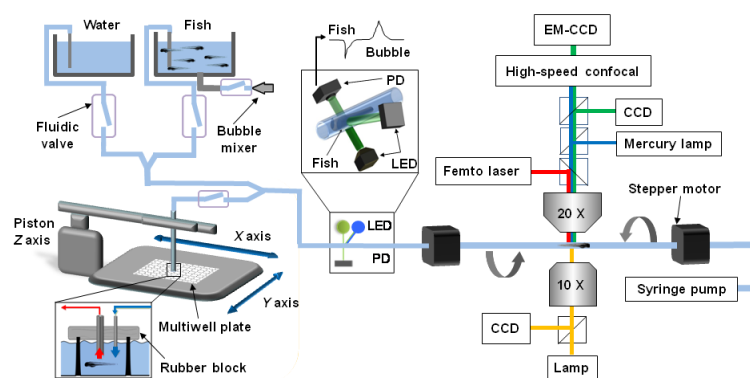 Water
Fish
Fluidic
valve
Bubble
mixer
Fish
Bubble
PD
Fish
LED
EM-CCD
High-speed confocal
CCD
Mercury lamp
Femto laser
20 X
Stepper motor
Piston
Z axis
X axis
Y axis
Multiwell plate
Rubber block
LED
PD
10 X
CCD
Lamp
Syringe pump